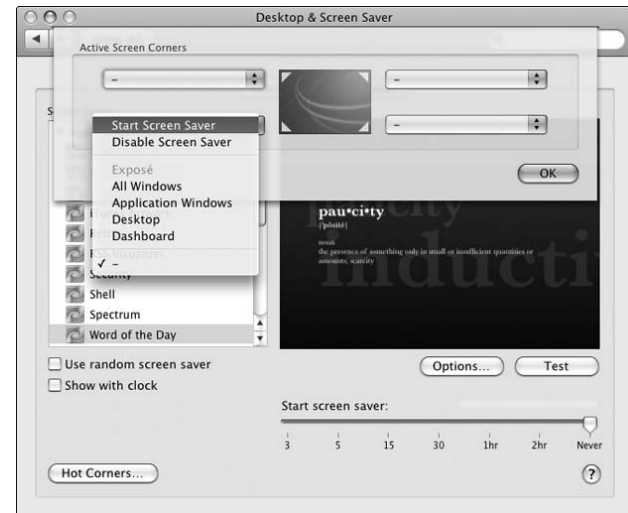 Desktop & Screen Saver
Active Screen Corners
–
–
–
Start Screen Saver
Disable Screen Saver
Exposé
All Windows
Application Windows
Desktop
Dashboard
✓ –
OK
Security
Shell
Spectrum
Word of the Day
paucity
inducti
pau•ci•ty
noun
the presence of something only in small or insufficient quantities or
amounts; scarcity
Use random screen saver
Show with clock
Options...
Test
Start screen saver:
3 5 15 30 1hr 2hr Never
Hot Corners...
?